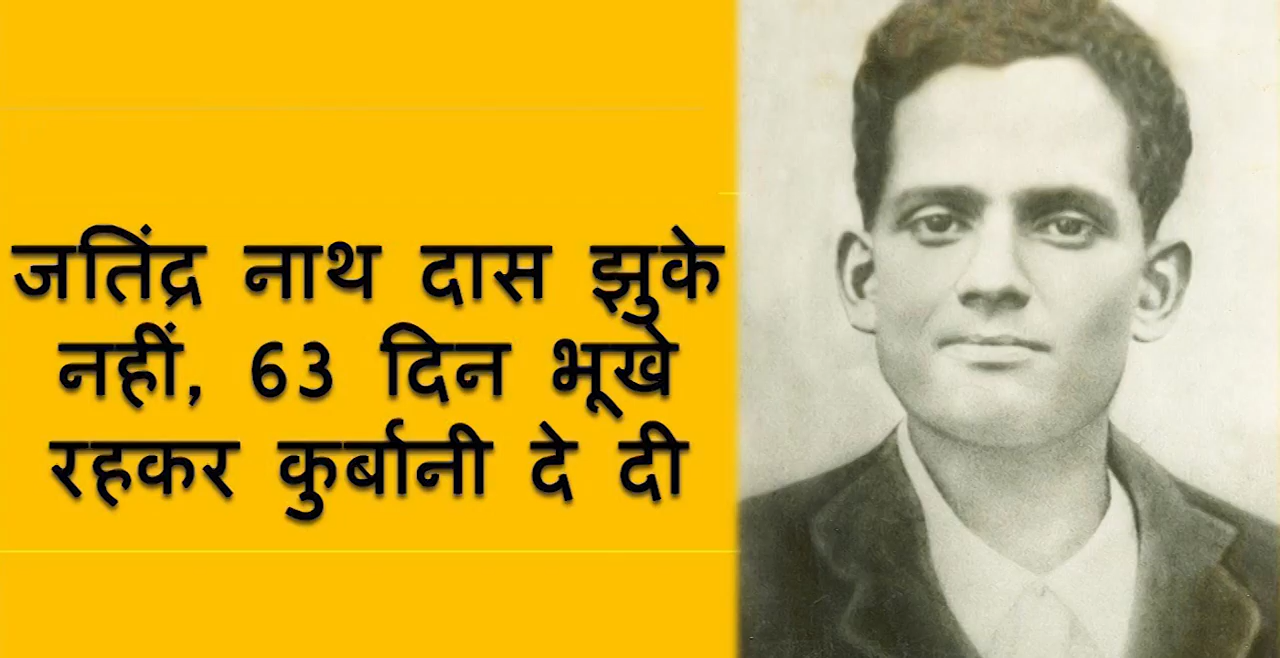 जतिंद्र नाथ दास झुके
नहीं, 63 दिन भूखे
रहकर कुर्बानी दे दी